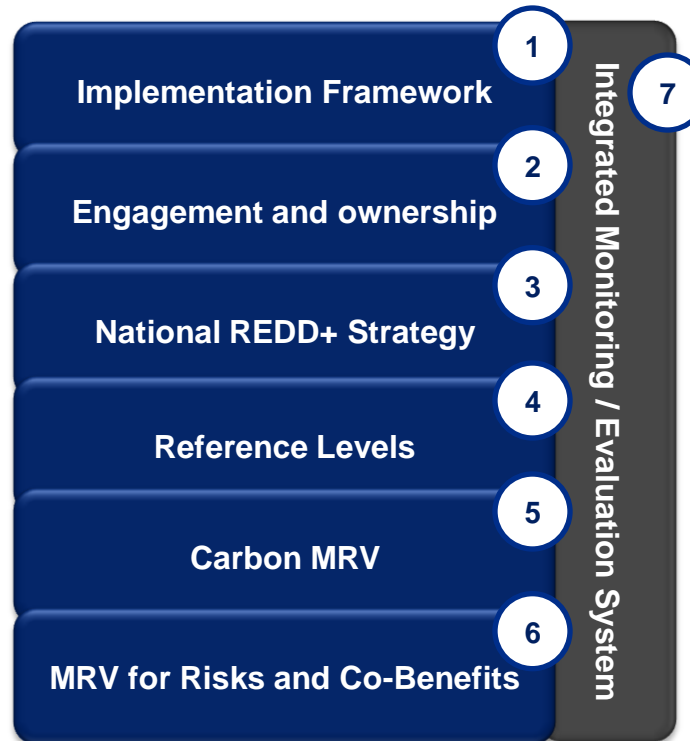 1
Implementation Framework
2
Engagement and ownership
3
National REDD+ Strategy
4
Reference Levels
5
Carbon MRV
6
MRV for Risks and Co-Benefits
7
Integrated Monitoring / Evaluation System